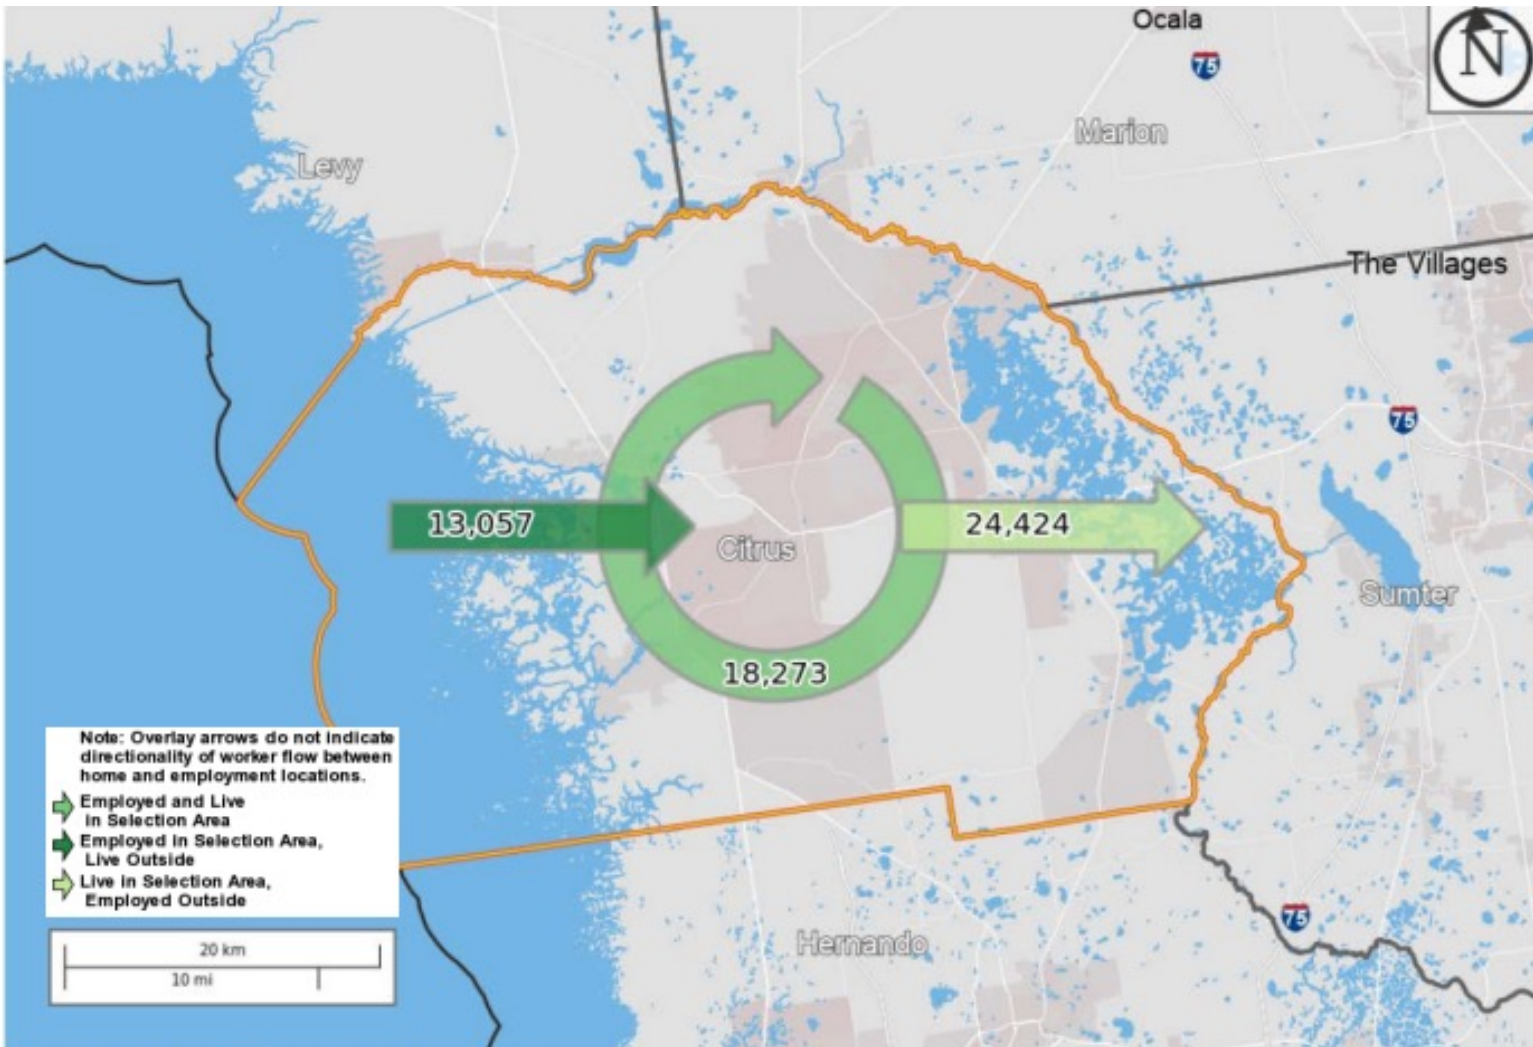 Ocala
75
N
Marion
Levy
The Villages
75
13,057
24,424
Citrus
Sumter
18,273
Note: Overlay arrows do not indicate
directionality of worker flow between
home and employment locations.
Employed and Live
in Selection Area
Employed in Selection Area,
Live Outside
Live in Selection Area,
Employed Outside
75
Hernando
20 km
10 mi